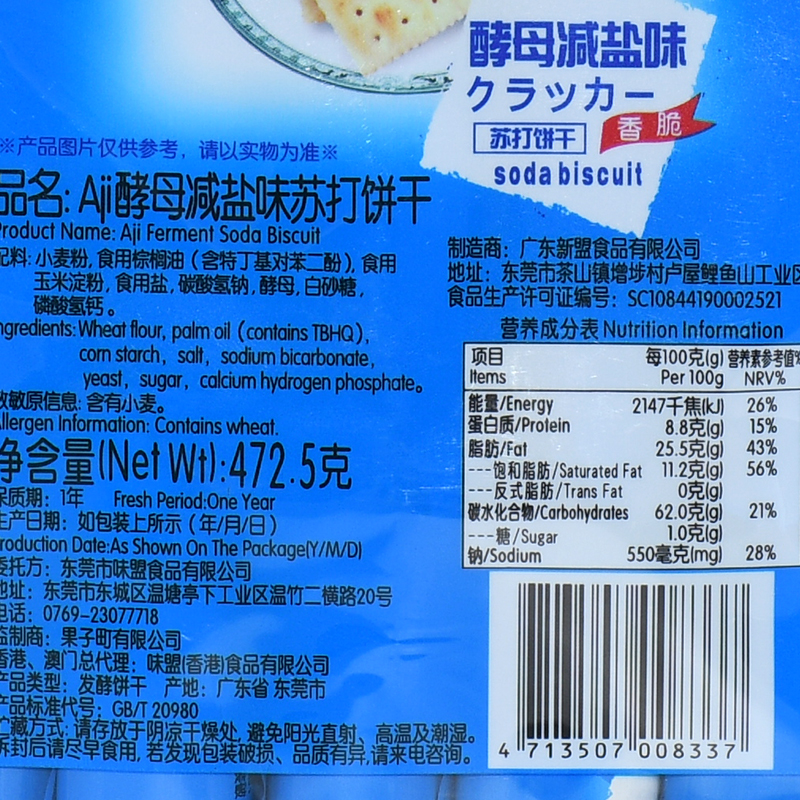 酵母减盐味
クラッカー
苏打饼干
香脆
soda biscuit
※产品图片仅供参考，请以实物为准※
品名: Aji酵母减盐味苏打饼干
Product Name: Aji Ferment Soda Biscuit
配料: 小麦粉, 食用棕榈油（含特丁基对苯二酚）, 食用
玉米淀粉, 食用盐, 碳酸氢钠, 酵母, 白砂糖,
磷酸氢钙。
Ingredients: Wheat flour, palm oil (contains TBHQ),
corn starch, salt, sodium bicarbonate,
yeast, sugar, calcium hydrogen phosphate。
致敏原信息: 含有小麦。
Allergen Information: Contains wheat.
净含量(Net Wt):472.5克
保质期: 1年 Fresh Period:One Year
生产日期: 如包装上所示（年/月/日）
Production Date:As Shown On The Package(Y/M/D)
委托方: 东莞市味盟食品有限公司
地址: 东莞市东城区温塘亭下工业区温竹二横路20号
电话: 0769-23077718
监制商: 果子町有限公司
香港、澳门总代理: 味盟(香港)食品有限公司
产品类型: 发酵饼干 产地: 广东省 东莞市
产品标准代号: GB/T 20980
贮藏方式: 请存放于阴凉干燥处, 避免阳光直射、高温及潮湿。
拆封后请尽早食用, 若发现包装破损、品质有异, 请来电咨询。
制造商: 广东新盟食品有限公司
地址: 东莞市茶山镇增埗村卢屋鲤鱼山工业区
食品生产许可证编号: SC10844190002521
营养成分表 Nutrition Information
项目 每100克(g) 营养素参考值%
Items Per 100g NRV%
能量/Energy 2147千焦(kJ) 26%
蛋白质/Protein 8.8克(g) 15%
脂肪/Fat 25.5克(g) 43%
---饱和脂肪/Saturated Fat 11.2克(g) 56%
---反式脂肪/Trans Fat 0克(g)
碳水化合物/Carbohydrates 62.0克(g) 21%
---糖/Sugar 1.0克(g)
钠/Sodium 550毫克(mg) 28%
4 713507 008337